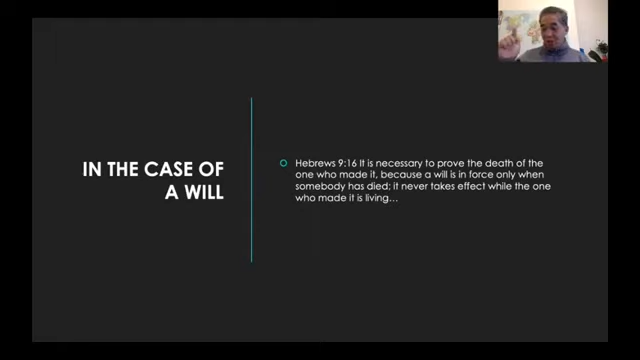 IN THE CASE OF
A WILL
Hebrews 9:16 It is necessary to prove the death of the
one who made it, because a will is in force only when
somebody has died; it never takes effect while the one
who made it is living…